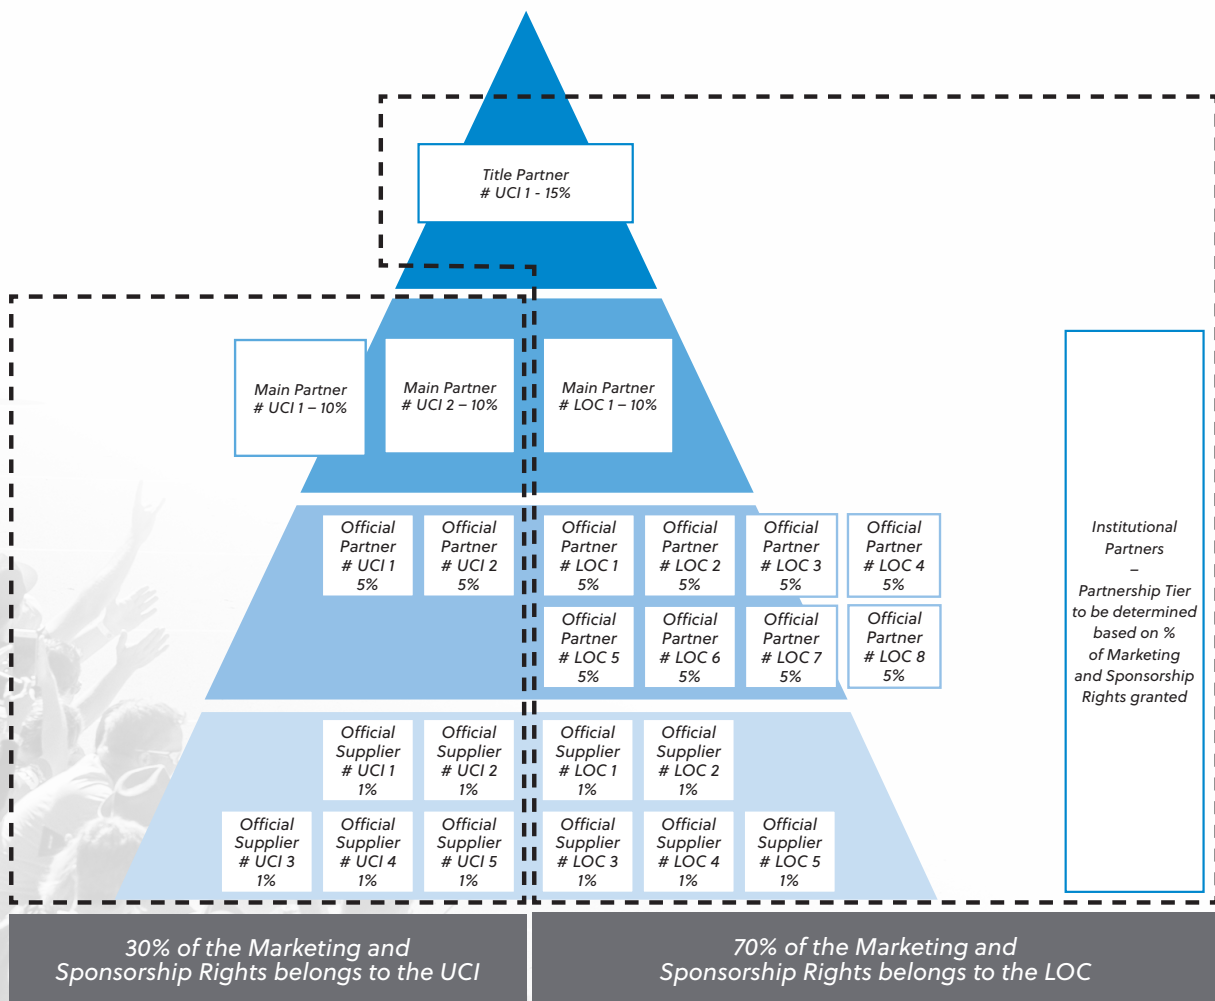 Title Partner
# UCI 1 - 15%
Main Partner
# UCI 1 – 10%
Main Partner
# UCI 2 – 10%
Main Partner
# LOC 1 – 10%
Official
Partner
# UCI 1
5%
Official
Partner
# UCI 2
5%
Official
Partner
# LOC 1
5%
Official
Partner
# LOC 2
5%
Official
Partner
# LOC 3
5%
Official
Partner
# LOC 4
5%
Official
Partner
# LOC 5
5%
Official
Partner
# LOC 6
5%
Official
Partner
# LOC 7
5%
Official
Partner
# LOC 8
5%
Official
Supplier
# UCI 1
1%
Official
Supplier
# UCI 2
1%
Official
Supplier
# LOC 1
1%
Official
Supplier
# LOC 2
1%
Official
Supplier
# UCI 3
1%
Official
Supplier
# UCI 4
1%
Official
Supplier
# UCI 5
1%
Official
Supplier
# LOC 3
1%
Official
Supplier
# LOC 4
1%
Official
Supplier
# LOC 5
1%
Institutional
Partners
–
Partnership Tier
to be determined
based on %
of Marketing
and Sponsorship
Rights granted
30% of the Marketing and
Sponsorship Rights belongs to the UCI
70% of the Marketing and
Sponsorship Rights belongs to the LOC